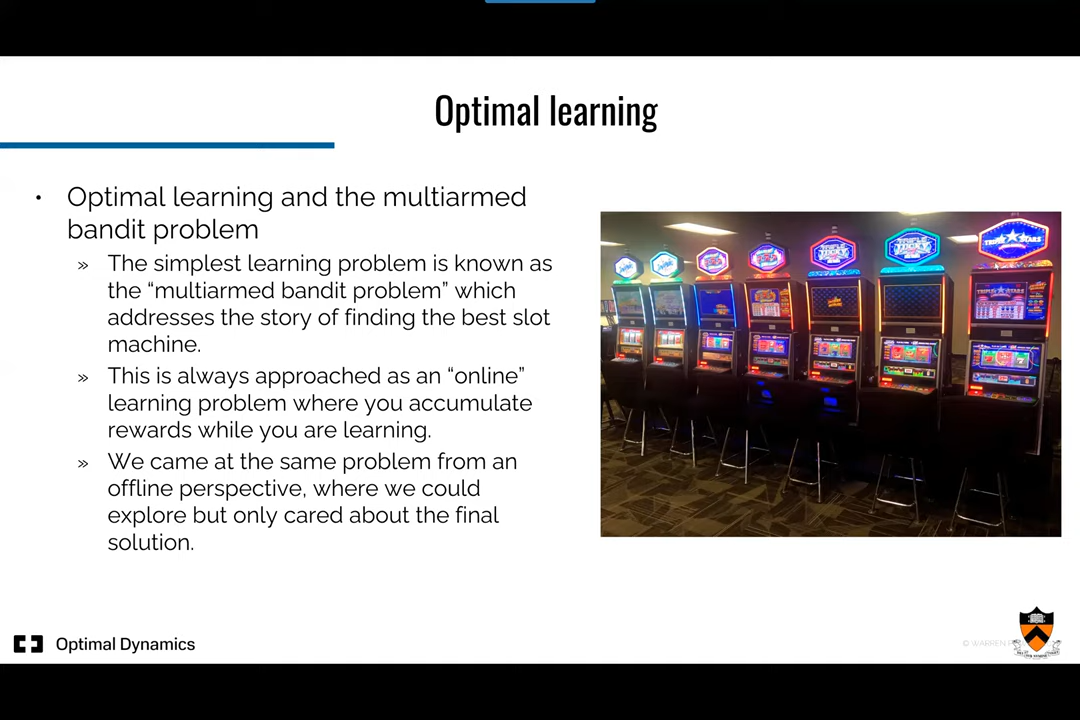 Optimal learning
• Optimal learning and the multiarmed
bandit problem
» The simplest learning problem is known as
the “multiarmed bandit problem” which
addresses the story of finding the best slot
machine.
» This is always approached as an “online”
learning problem where you accumulate
rewards while you are learning.
» We came at the same problem from an
offline perspective, where we could
explore but only cared about the final
solution.
TRIPLE STARS
Optimal Dynamics
© WARREN